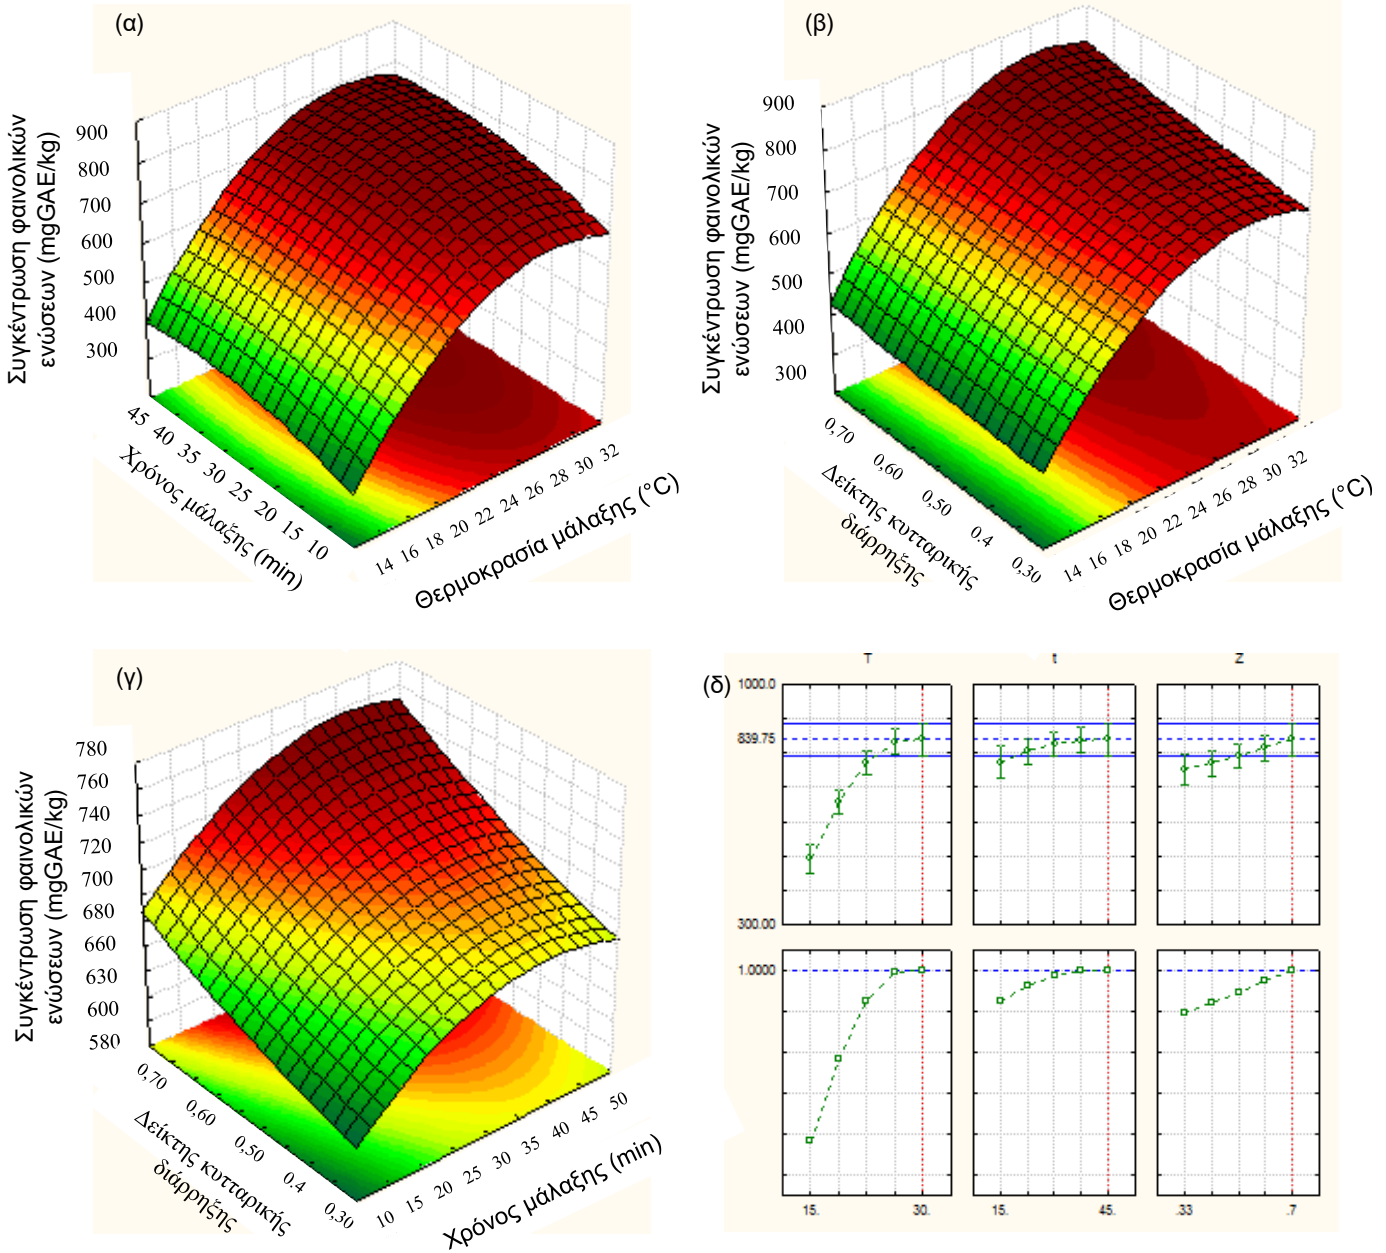 (α)
Συγκέντρωση φαινολικών
ενώσεων (mgGAE/kg)
900
800
700
600
500
400
300
45 40 35 30 25 20 15 10
Χρόνος μάλαξης (min)
14 16 18 20 22 24 26 28 30 32
Θερμοκρασία μάλαξης (°C)
(β)
Συγκέντρωση φαινολικών
ενώσεων (mgGAE/kg)
900
800
700
600
500
400
300
0,70 0,60 0,50 0.4 0,30
Δείκτης κυτταρικής
διάρρηξης
14 16 18 20 22 24 26 28 30 32
Θερμοκρασία μάλαξης (°C)
(γ)
Συγκέντρωση φαινολικών
ενώσεων (mgGAE/kg)
780
760
740
720
700
680
660
630
600
580
0,70 0,60 0,50 0.4 0,30
Δείκτης κυτταρικής
διάρρηξης
10 15 20 25 30 35 40 45 50
Χρόνος μάλαξης (min)
(δ)
T t Z
1000.0
839.75
300.00
1.0000
15. 30. 15. 45. .33 .7